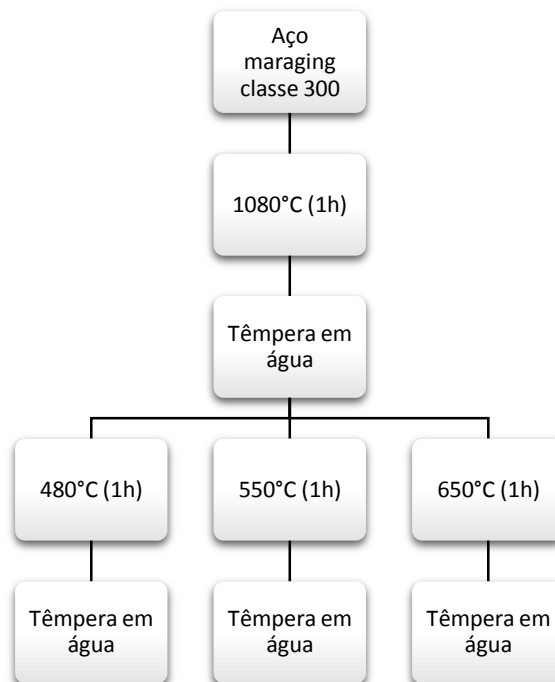 Aço
maraging
classe 300
1080°C (1h)
Têmpera em
água
480°C (1h)
550°C (1h)
650°C (1h)
Têmpera em
água
Têmpera em
água
Têmpera em
água